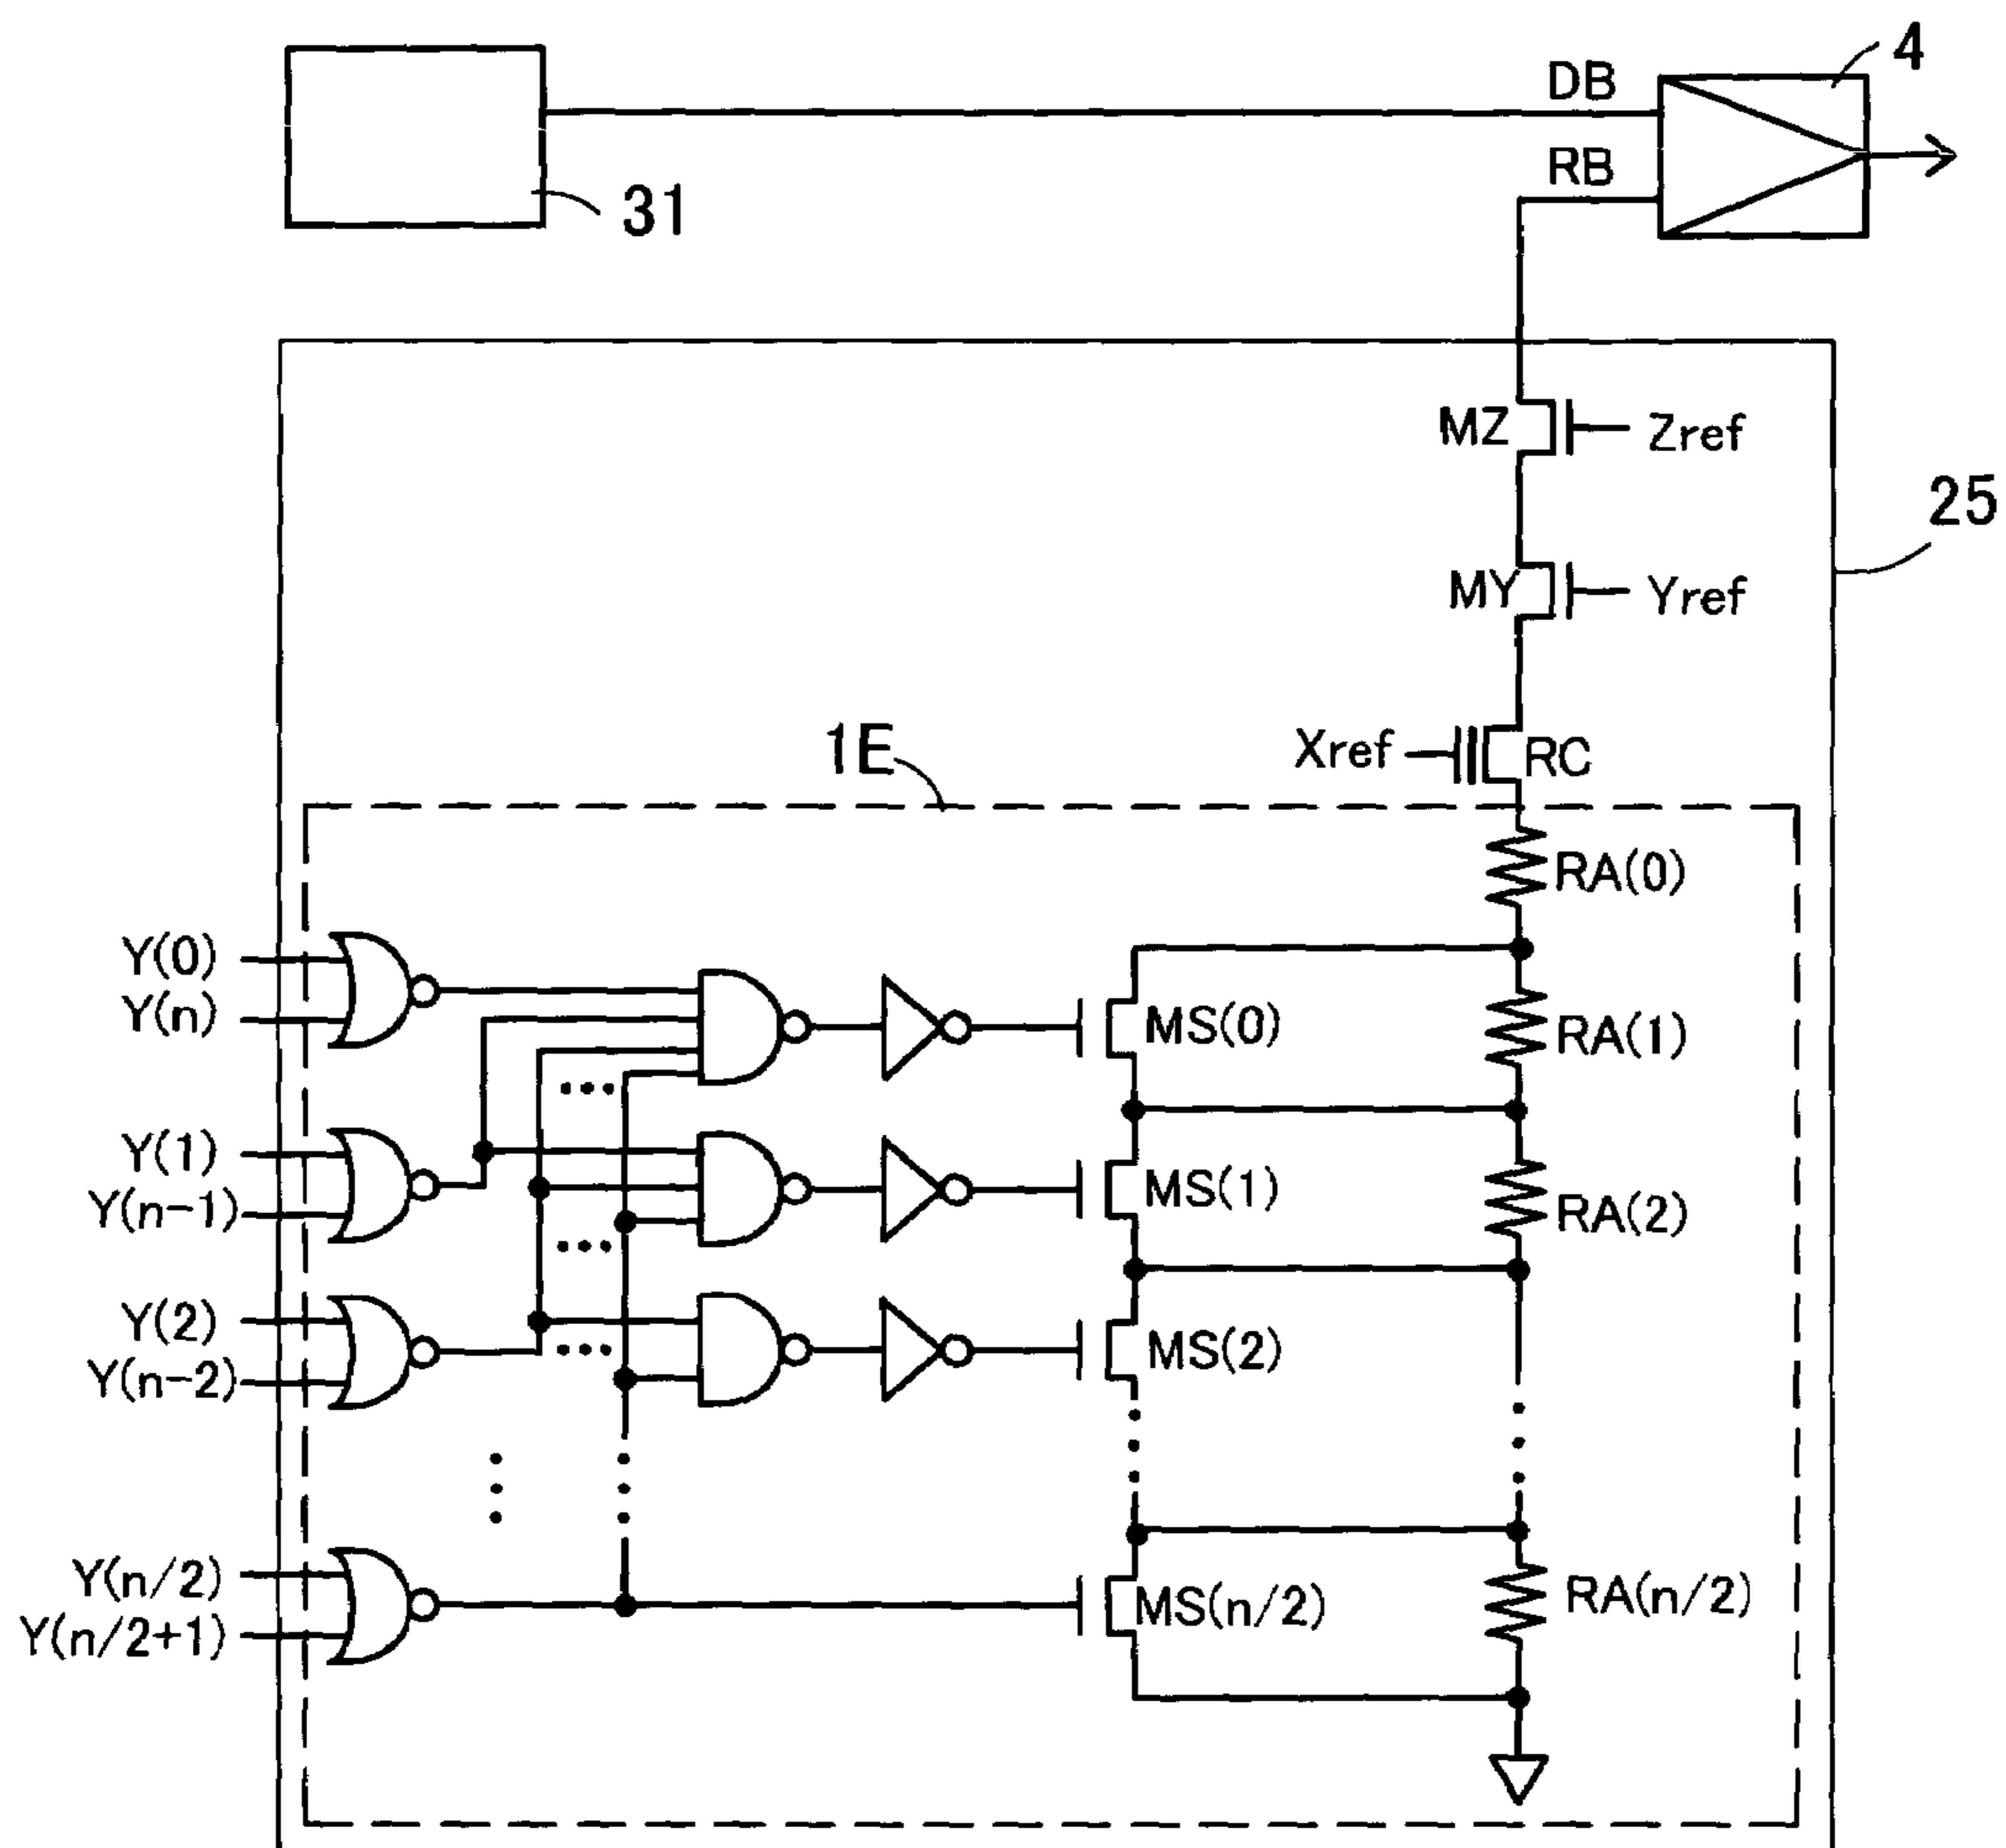 4
DB
RB
31
MZ
Zref
25
MY
Yref
1E
Xref
RC
RA(0)
Y(0)
Y(n)
MS(0)
RA(1)
Y(1)
Y(n-1)
MS(1)
RA(2)
Y(2)
Y(n-2)
MS(2)
Y(n/2)
Y(n/2+1)
MS(n/2)
RA(n/2)